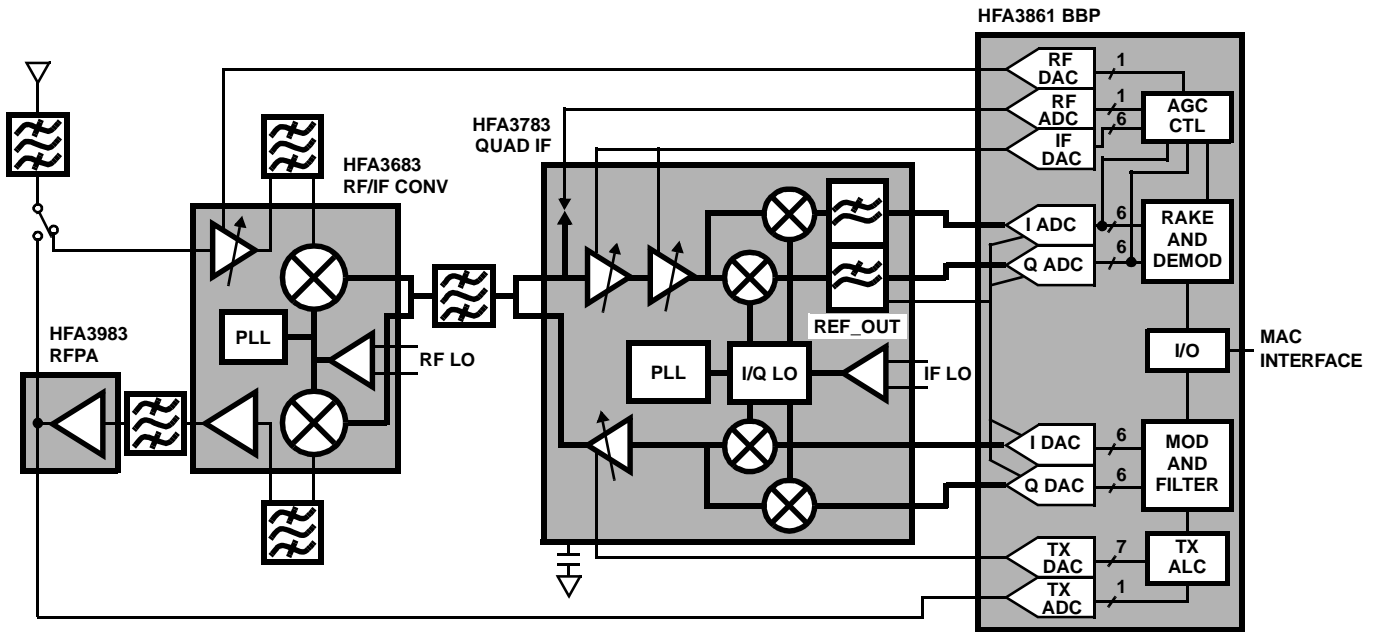 HFA3861 BBP
RF
DAC
1
RF
ADC
1
IF
DAC
6
AGC
CTL
HFA3783
QUAD IF
HFA3683
RF/IF CONV
I ADC
6
Q ADC
6
RAKE
AND
DEMOD
REF_OUT
HFA3983
RFPA
PLL
RF LO
PLL
I/Q LO
IF LO
I/O
MAC
INTERFACE
I DAC
6
Q DAC
6
MOD
AND
FILTER
TX
DAC
7
TX
ADC
1
TX
ALC